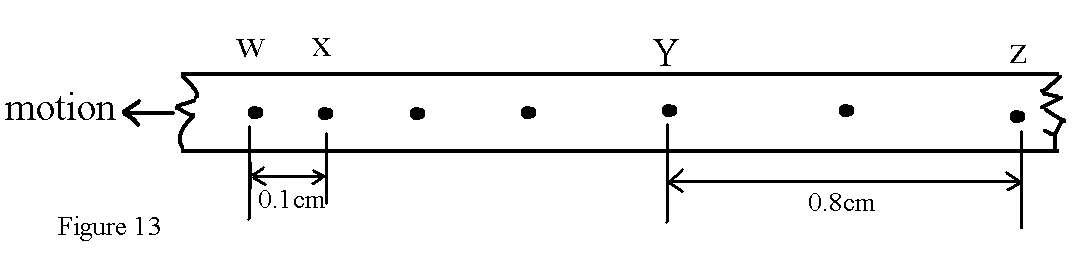 W X Y Z
motion
0.1cm
0.8cm
Figure 13